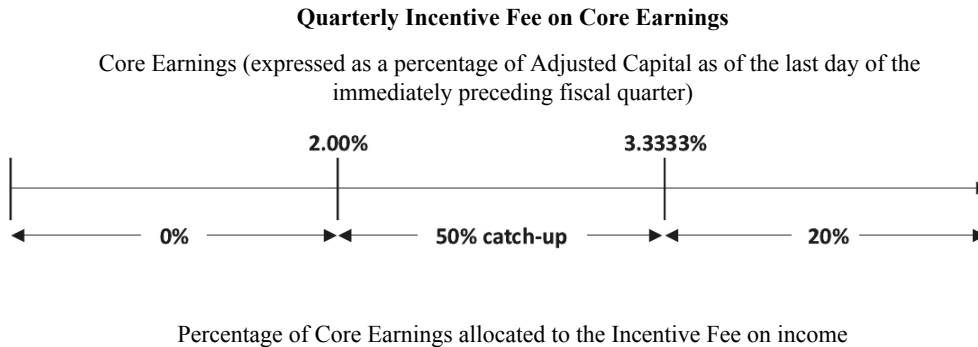 Quarterly Incentive Fee on Core Earnings
Core Earnings (expressed as a percentage of Adjusted Capital as of the last day of the
immediately preceding fiscal quarter)
2.00% 3.3333%
0% 50% catch-up 20%
Percentage of Core Earnings allocated to the Incentive Fee on income